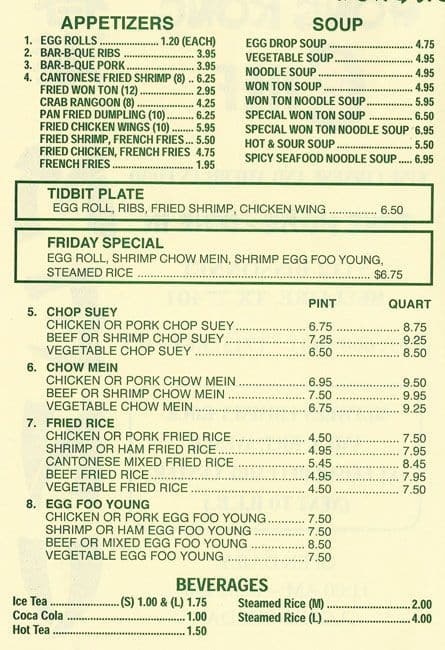 APPETIZERS
1. EGG ROLLS .................... 1.20 (EACH)
2. BAR-B-QUE RIBS .................... 3.95
3. BAR-B-QUE PORK .................... 3.95
4. CANTONESE FRIED SHRIMP (8) .. 6.25
FRIED WON TON (12) .................... 2.95
CRAB RANGOON (8) .................... 4.25
PAN FRIED DUMPLING (10) .......... 6.25
FRIED CHICKEN WINGS (10) ........ 5.95
FRIED SHRIMP, FRENCH FRIES... 5.50
FRIED CHICKEN, FRENCH FRIES 4.75
FRENCH FRIES .................... 1.95
SOUP
EGG DROP SOUP .................... 4.75
VEGETABLE SOUP .................... 4.95
NOODLE SOUP .................... 4.95
WON TON SOUP .................... 4.95
WON TON NOODLE SOUP .................... 5.95
SPECIAL WON TON SOUP .................... 6.50
SPECIAL WON TON NOODLE SOUP 6.95
HOT & SOUR SOUP .................... 5.50
SPICY SEAFOOD NOODLE SOUP .... 6.95
TIDBIT PLATE
EGG ROLL, RIBS, FRIED SHRIMP, CHICKEN WING .............. 6.50
FRIDAY SPECIAL
EGG ROLL, SHRIMP CHOW MEIN, SHRIMP EGG FOO YOUNG,
STEAMED RICE .................... $6.75
PINT QUART
5. CHOP SUEY
CHICKEN OR PORK CHOP SUEY .................... 6.75 .................... 8.75
BEEF OR SHRIMP CHOP SUEY .................... 7.25 .................... 9.25
VEGETABLE CHOP SUEY .................... 6.50 .................... 8.50
6. CHOW MEIN
CHICKEN OR PORK CHOW MEIN .................... 6.95 .................... 9.50
BEEF OR SHRIMP CHOW MEIN .................... 7.50 .................... 9.95
VEGETABLE CHOW MEIN .................... 6.75 .................... 9.25
7. FRIED RICE
CHICKEN OR PORK FRIED RICE .................... 4.50 .................... 7.50
SHRIMP OR HAM FRIED RICE .................... 4.95 .................... 7.95
CANTONESE MIXED FRIED RICE .................... 5.45 .................... 8.45
BEEF FRIED RICE .................... 4.95 .................... 7.95
VEGETABLE FRIED RICE .................... 4.50 .................... 7.50
8. EGG FOO YOUNG
CHICKEN OR PORK EGG FOO YOUNG .......... 7.50
SHRIMP OR HAM EGG FOO YOUNG .......... 7.50
BEEF OR MIXED EGG FOO YOUNG .......... 8.50
VEGETABLE EGG FOO YOUNG .......... 7.50
BEVERAGES
Ice Tea .................... (S) 1.00 & (L) 1.75
Coca Cola .................... 1.00
Hot Tea .................... 1.50
Steamed Rice (M) .................... 2.00
Steamed Rice (L) .................... 4.00